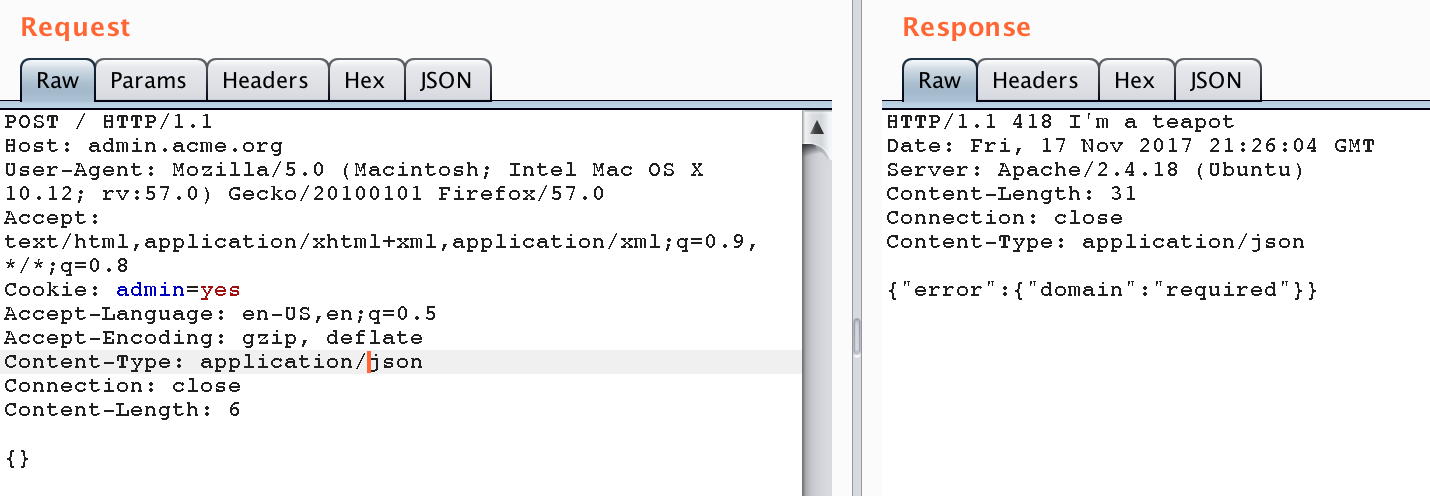 Request
Raw Params Headers Hex JSON
POST / HTTP/1.1
Host: admin.acme.org
User-Agent: Mozilla/5.0 (Macintosh; Intel Mac OS X
10.12; rv:57.0) Gecko/20100101 Firefox/57.0
Accept:
text/html,application/xhtml+xml,application/xml;q=0.9,
*/*;q=0.8
Cookie: admin=yes
Accept-Language: en-US,en;q=0.5
Accept-Encoding: gzip, deflate
Content-Type: application/json
Connection: close
Content-Length: 6
{}
Response
Raw Headers Hex JSON
HTTP/1.1 418 I'm a teapot
Date: Fri, 17 Nov 2017 21:26:04 GMT
Server: Apache/2.4.18 (Ubuntu)
Content-Length: 31
Connection: close
Content-Type: application/json
{"error":{"domain":"required"}}